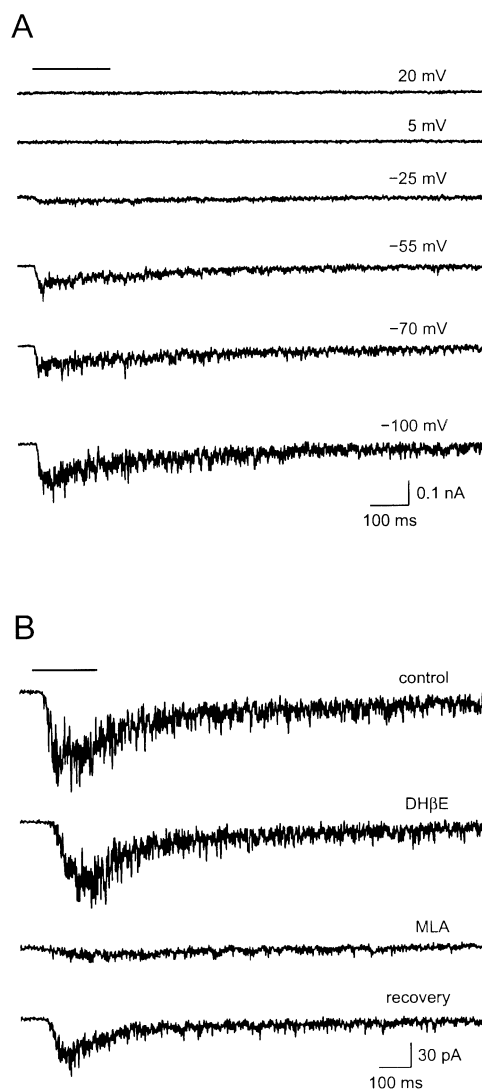 A
20 mV
5 mV
−25 mV
−55 mV
−70 mV
−100 mV
0.1 nA
100 ms
B
control
DHβE
MLA
recovery
30 pA
100 ms